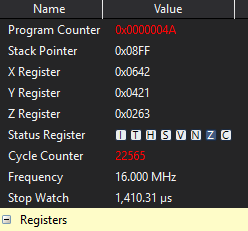 Name Value
Program Counter 0x0000004A
Stack Pointer 0x08FF
X Register 0x0642
Y Register 0x0421
Z Register 0x0263
Status Register I T H S V N Z C
Cycle Counter 22565
Frequency 16.000 MHz
Stop Watch 1,410.31 µs
Registers